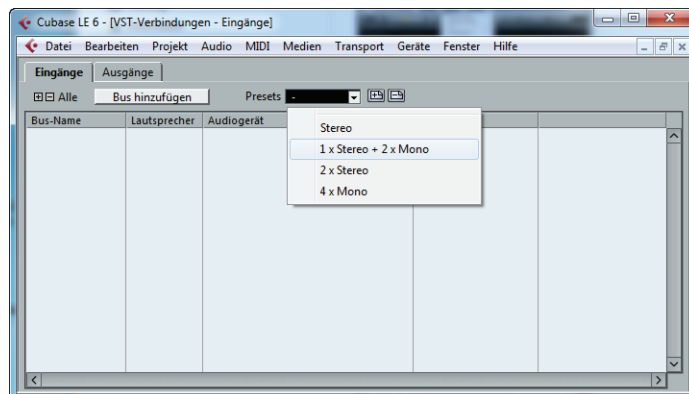 Cubase LE 6 - [VST-Verbindungen - Eingänge]
Datei Bearbeiten Projekt Audio MIDI Medien Transport Geräte Fenster Hilfe
Eingänge Ausgänge
Alle Bus hinzufügen Presets -
Bus-Name Lautsprecher Audiogerät
Stereo
1 x Stereo + 2 x Mono
2 x Stereo
4 x Mono